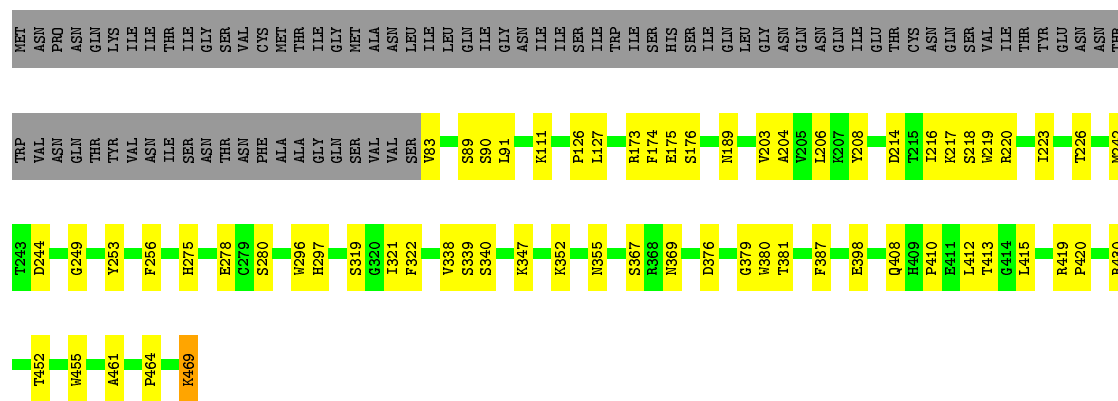 MET ASN PRO ASN GLN LYS ILE ILE THR ILE GLY SER VAL CYS MET THR ILE GLY MET ALA ASN LEU ILE LEU GLN ILE GLY ASN ILE ILE SER ILE TRP ILE SER HIS SER ILE GLN LEU GLY ASN GLN ASN GLN ILE GLU THR CYS ASN GLN SER VAL ILE THR TYR GLU ASN ASN THR
TRP VAL ASN GLN THR TYR VAL ASN ILE SER ASN THR ASN PHE ALA ALA GLY GLN SER VAL VAL SER V83 S89 S90 L91 K111 P126 L127 R173 F174 E175 S176 N189 V203 A204 V205 L206 K207 Y208 D214 T215 I216 K217 S218 W219 R220 I223 T226 M242
T243 D244 G249 Y253 F256 H275 E278 C279 S280 W296 H297 S319 G320 I321 F322 V338 S339 S340 K347 K352 N355 S367 R368 N369 D376 G379 W380 T381 F387 E398 Q408 H409 P410 E411 L412 T413 G414 L415 R419 P420
T452 W455 A461 P464 K469